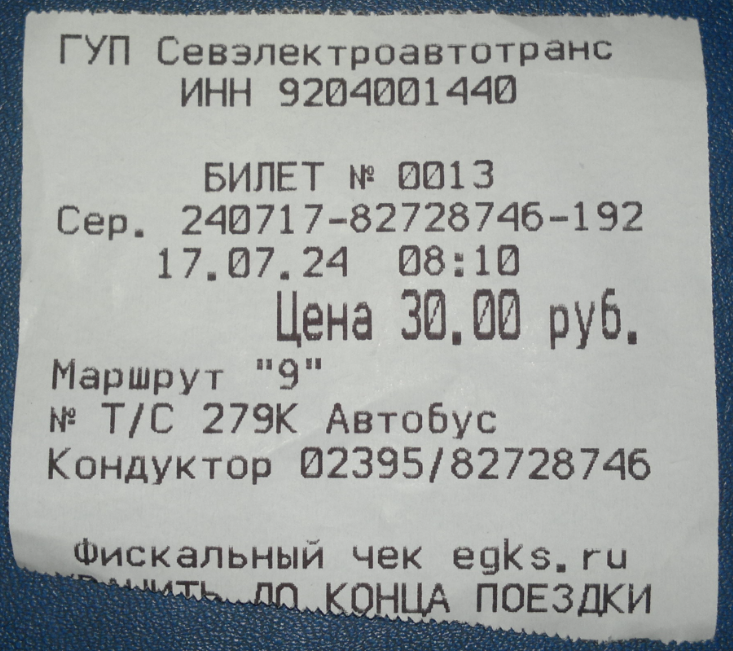 ГУП Севэлектроавтотранс
ИНН 9204001440
БИЛЕТ № 0013
Сер. 240717-82728746-192
17.07.24 08:10
Цена 30.00 руб.
Маршрут "9"
№ Т/С 279К Автобус
Кондуктор 02395/82728746
Фискальный чек egks.ru
ХРАНИТЬ ДО КОНЦА ПОЕЗДКИ